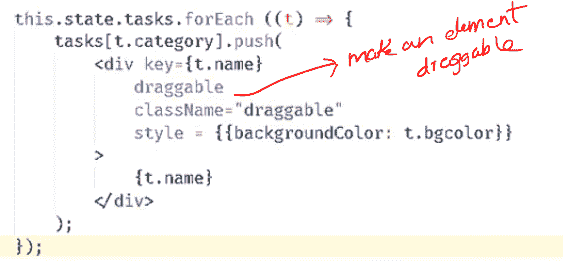 this.state.tasks.forEach ((t) => {
    tasks[t.category].push(
        <div key={t.name}
            draggable
            className="draggable"
            style = {{backgroundColor: t.bgcolor}}
        >
            {t.name}
        </div>
    );
});
make an element
draggable